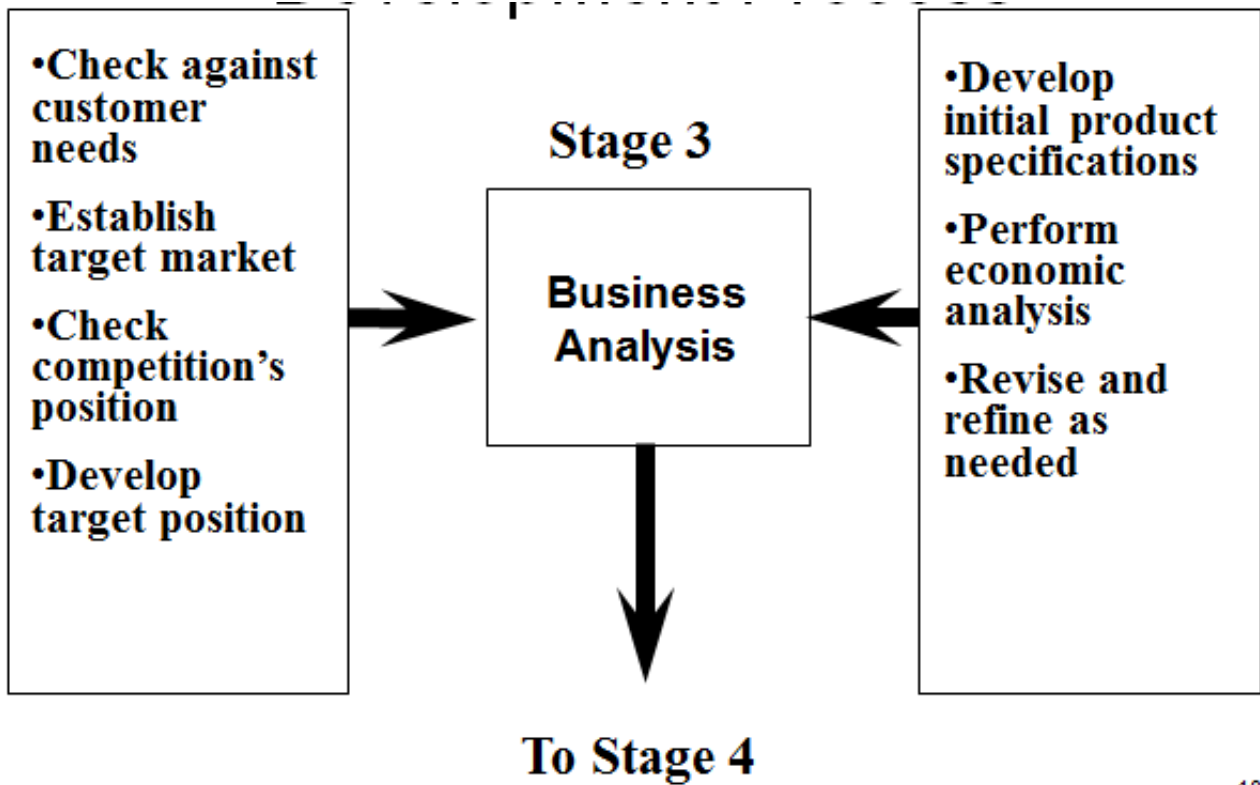 •Check against
customer
needs
•Establish
target market
•Check
competition's
position
•Develop
target position
Stage 3
Business
Analysis
To Stage 4
•Develop
initial product
specifications
•Perform
economic
analysis
•Revise and
refine as
needed